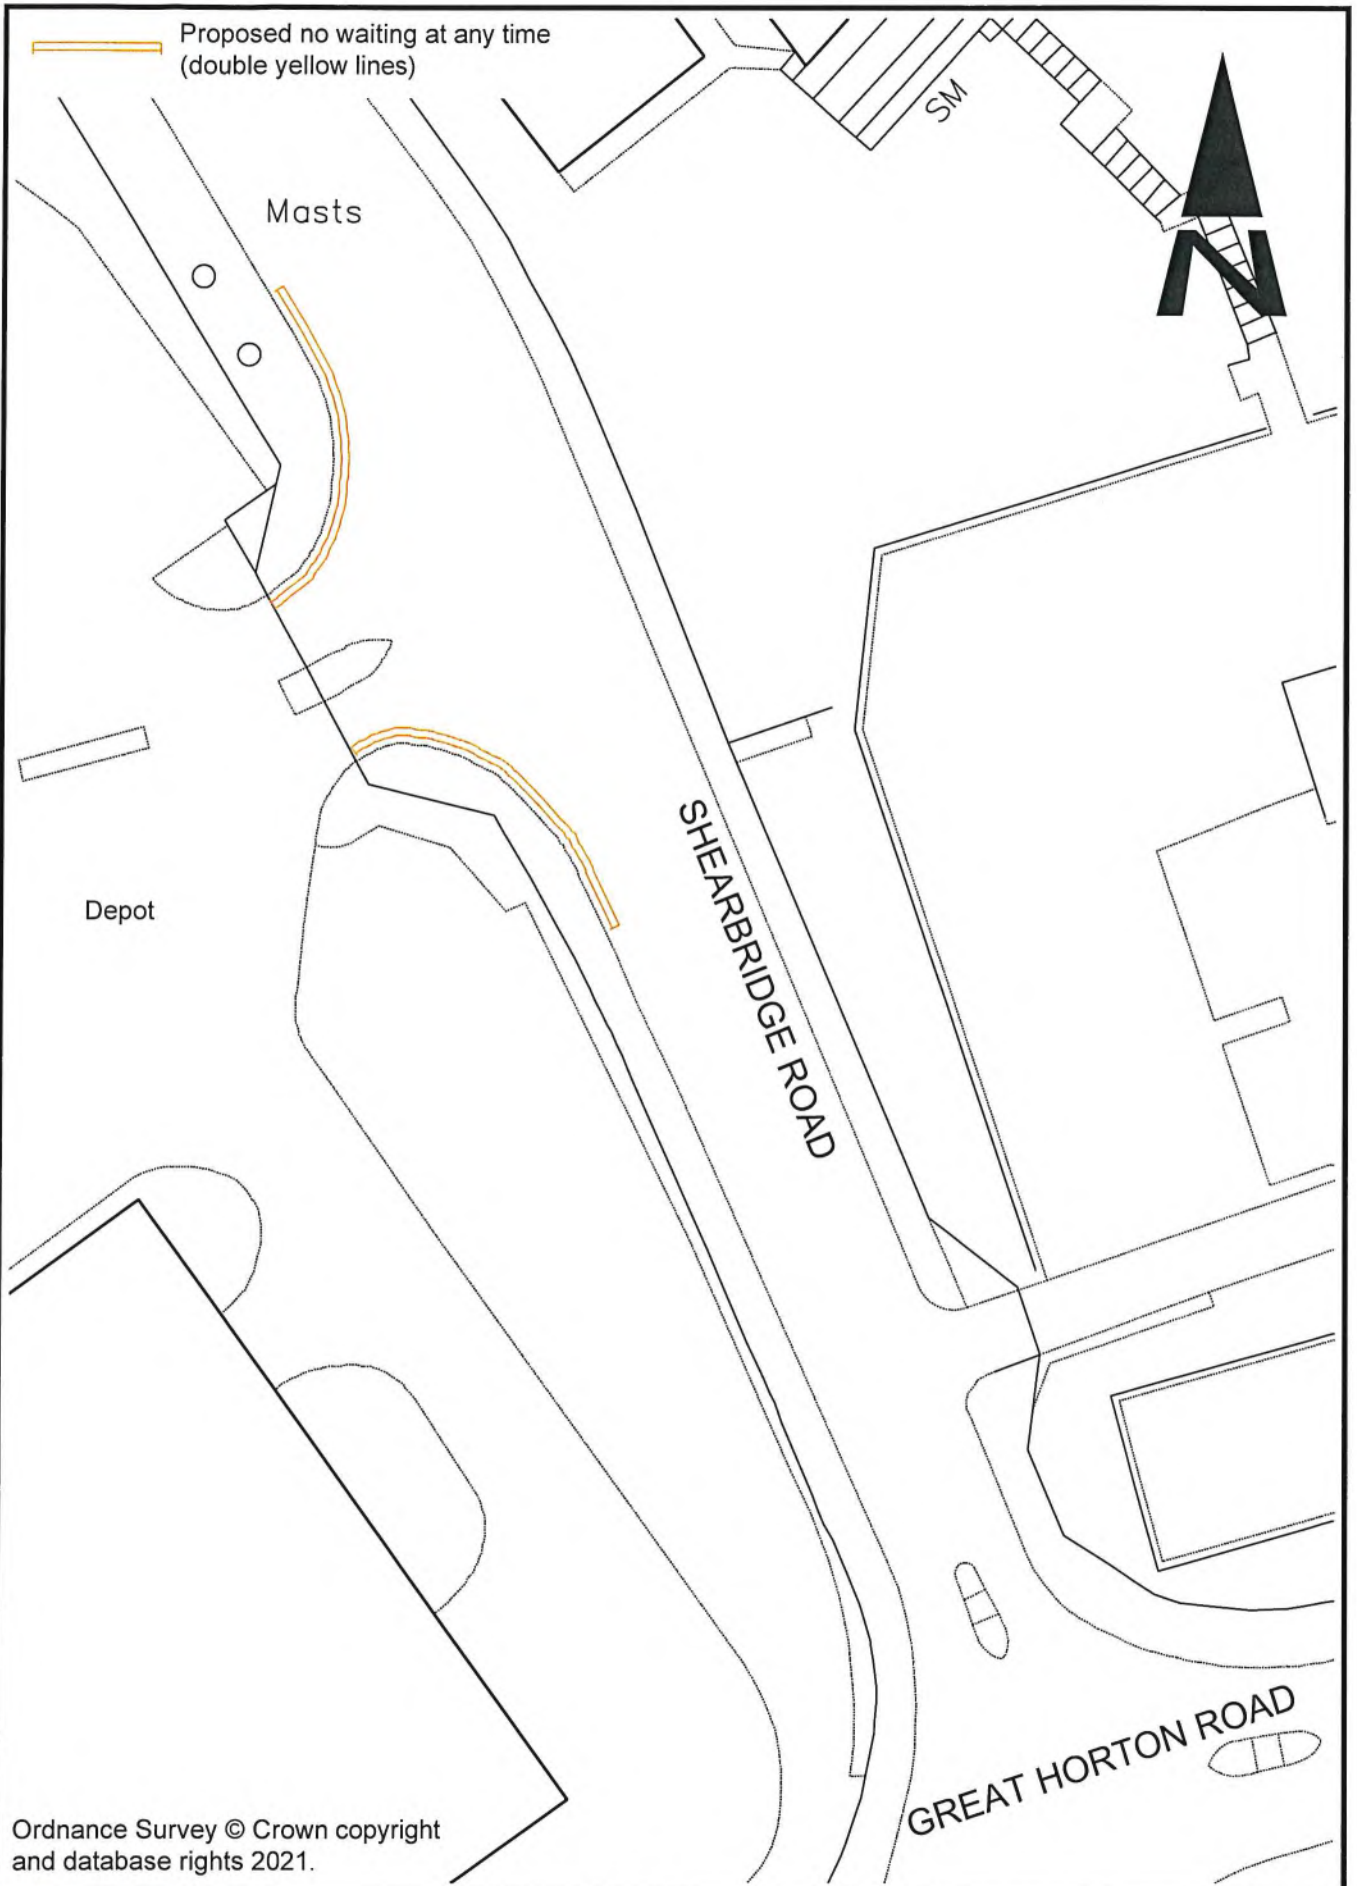 Proposed no waiting at any time
(double yellow lines)
SM
Masts
N
SHEARBRIDGE ROAD
Depot
GREAT HORTON ROAD
Ordnance Survey © Crown copyright
and database rights 2021.